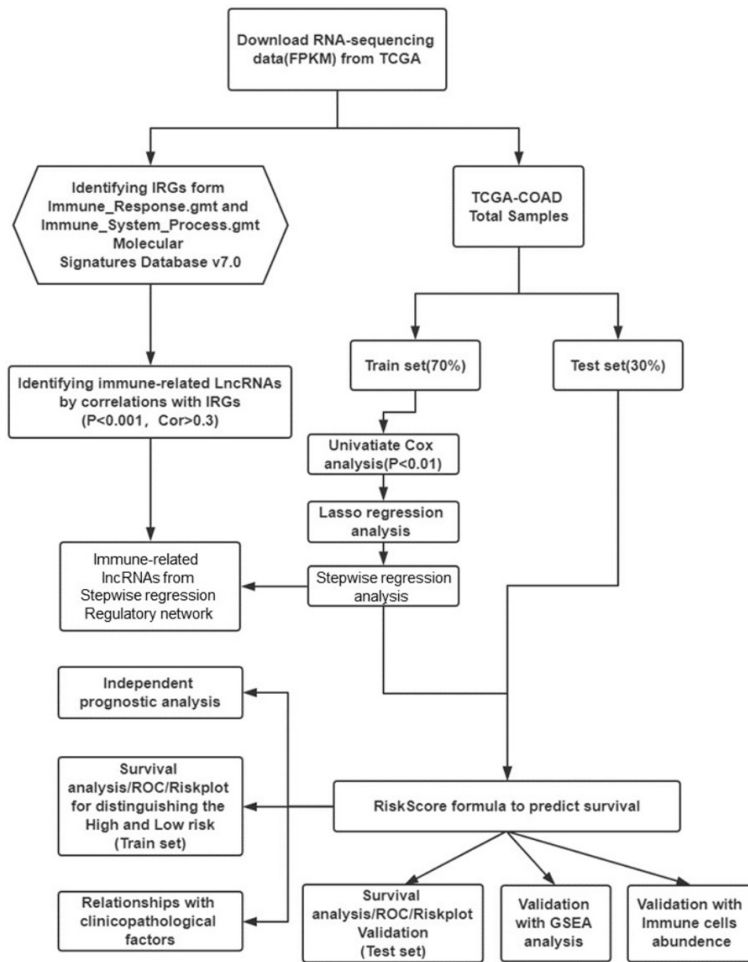 Download RNA-sequencing
data(FPKM) from TCGA
Identifying IRGs form
Immune_Response.gmt and
Immune_System_Process.gmt
Molecular
Signatures Database v7.0
TCGA-COAD
Total Samples
Train set(70%)
Test set(30%)
Identifying immune-related LncRNAs
by correlations with IRGs
(P<0.001, Cor>0.3)
Univatiate Cox
analysis(P<0.01)
Lasso regression
analysis
Immune-related
lncRNAs from
Stepwise regression
Regulatory network
Stepwise regression
analysis
Independent
prognostic analysis
Survival
analysis/ROC/Riskplot
for distinguishing the
High and Low risk
(Train set)
RiskScore formula to predict survival
Relationships with
clinicopathological
factors
Survival
analysis/ROC/Riskplot
Validation
(Test set)
Validation
with GSEA
analysis
Validation with
Immune cells
abundence